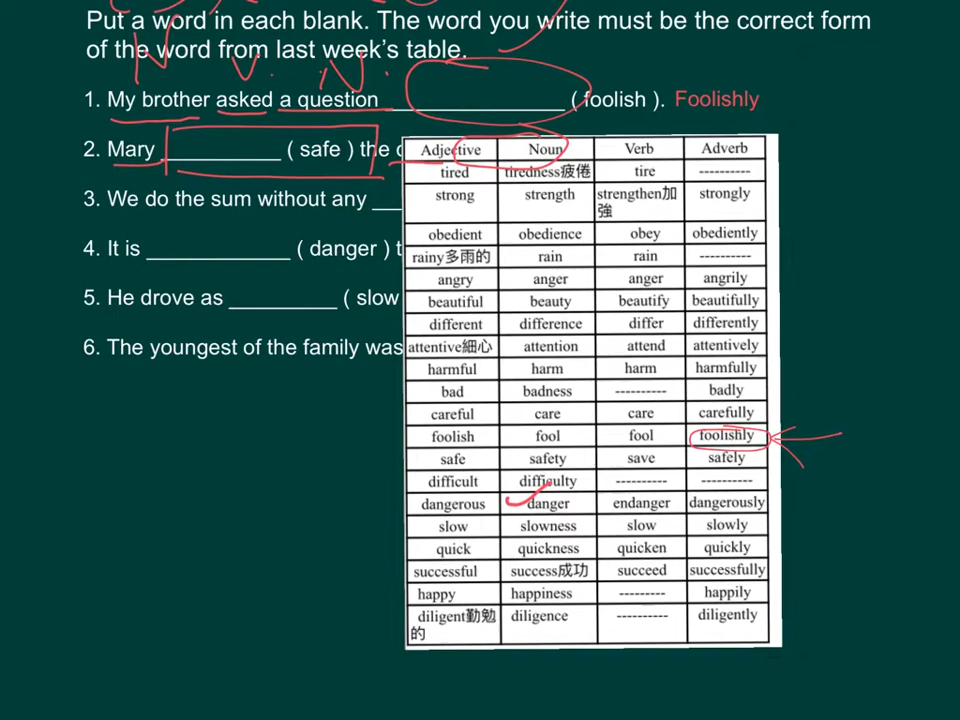 Put a word in each blank. The word you write must be the correct form
of the word from last week's table.
N V. N.
1. My brother asked a question _______________ ( foolish ). Foolishly
2. Mary __________ ( safe ) the
3. We do the sum without any ___
4. It is ____________ ( danger ) t
5. He drove as _________ ( slow
6. The youngest of the family was
Adjective Noun Verb Adverb
tired tiredness疲倦 tire ----------
strong strength strengthen加強 strongly
obedient obedience obey obediently
rainy多雨的 rain rain ----------
angry anger anger angrily
beautiful beauty beautify beautifully
different difference differ differently
attentive細心 attention attend attentively
harmful harm harm harmfully
bad badness ---------- badly
careful care care carefully
foolish fool fool foolishly
safe safety save safely
difficult difficulty ---------- ----------
dangerous danger endanger dangerously
slow slowness slow slowly
quick quickness quicken quickly
successful success成功 succeed successfully
happy happiness --------- happily
diligent勤勉的 diligence ---------- diligently